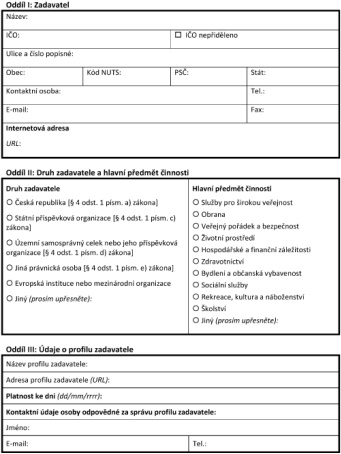 Oddíl I: Zadavatel
Název:
IČO:
☐ IČO nepřiděleno
Ulice a číslo popisné:
Obec:
Kód NUTS:
PSČ:
Stát:
Kontaktní osoba:
Tel.:
E-mail:
Fax:
Internetová adresa
URL:
Oddíl II: Druh zadavatele a hlavní předmět činnosti
Druh zadavatele
O Česká republika [§ 4 odst. 1 písm. a) zákona]
O Státní příspěvková organizace [§ 4 odst. 1 písm. c)
zákona]
O Územní samosprávný celek nebo jeho příspěvková
organizace [§ 4 odst. 1 písm. d) zákona]
O Jiná právnická osoba [§ 4 odst. 1 písm. e) zákona]
O Evropská instituce nebo mezinárodní organizace
O Jiný (prosím upřesněte):
Hlavní předmět činnosti
O Služby pro širokou veřejnost
O Obrana
O Veřejný pořádek a bezpečnost
O Životní prostředí
O Hospodářské a finanční záležitosti
O Zdravotnictví
O Bydlení a občanská vybavenost
O Sociální služby
O Rekreace, kultura a náboženství
O Školství
O Jiný (prosím upřesněte):
Oddíl III: Údaje o profilu zadavatele
Název profilu zadavatele:
Adresa profilu zadavatele (URL):
Platnost ke dni (dd/mm/rrrr):
Kontaktní údaje osoby odpovědné za správu profilu zadavatele:
Jméno:
E-mail:
Tel.: